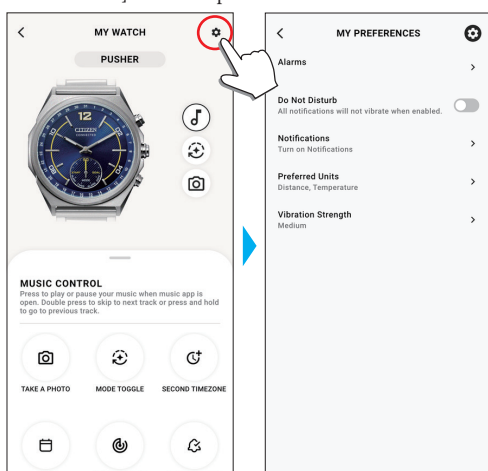 MY WATCH
PUSHER
12
CITIZEN
CONNECTED
MUSIC CONTROL
Press to play or pause your music when music app is
open. Double press to skip to next track or press and hold
to go to previous track.
TAKE A PHOTO
MODE TOGGLE
SECOND TIMEZONE
MY PREFERENCES
Alarms
Do Not Disturb
All notifications will not vibrate when enabled.
Notifications
Turn on Notifications
Preferred Units
Distance, Temperature
Vibration Strength
Medium